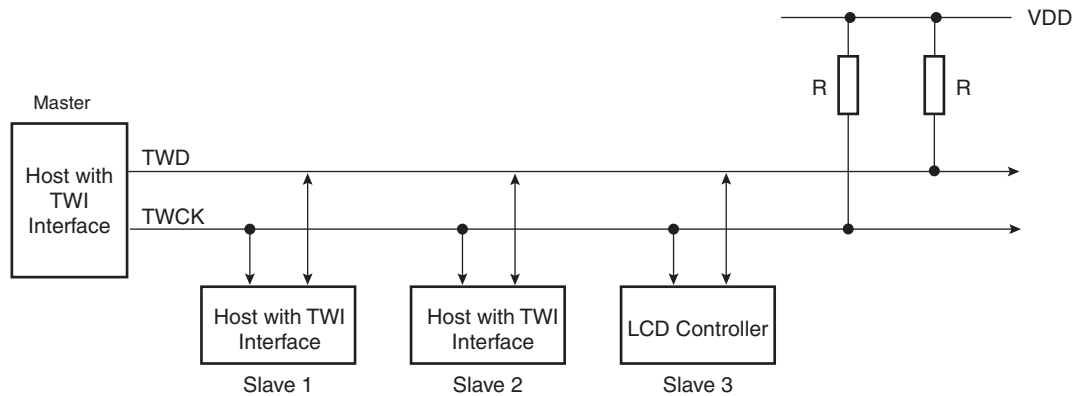 VDD
R
R
Master
Host with
TWI
Interface
TWD
TWCK
Host with TWI
Interface
Slave 1
Host with TWI
Interface
Slave 2
LCD Controller
Slave 3